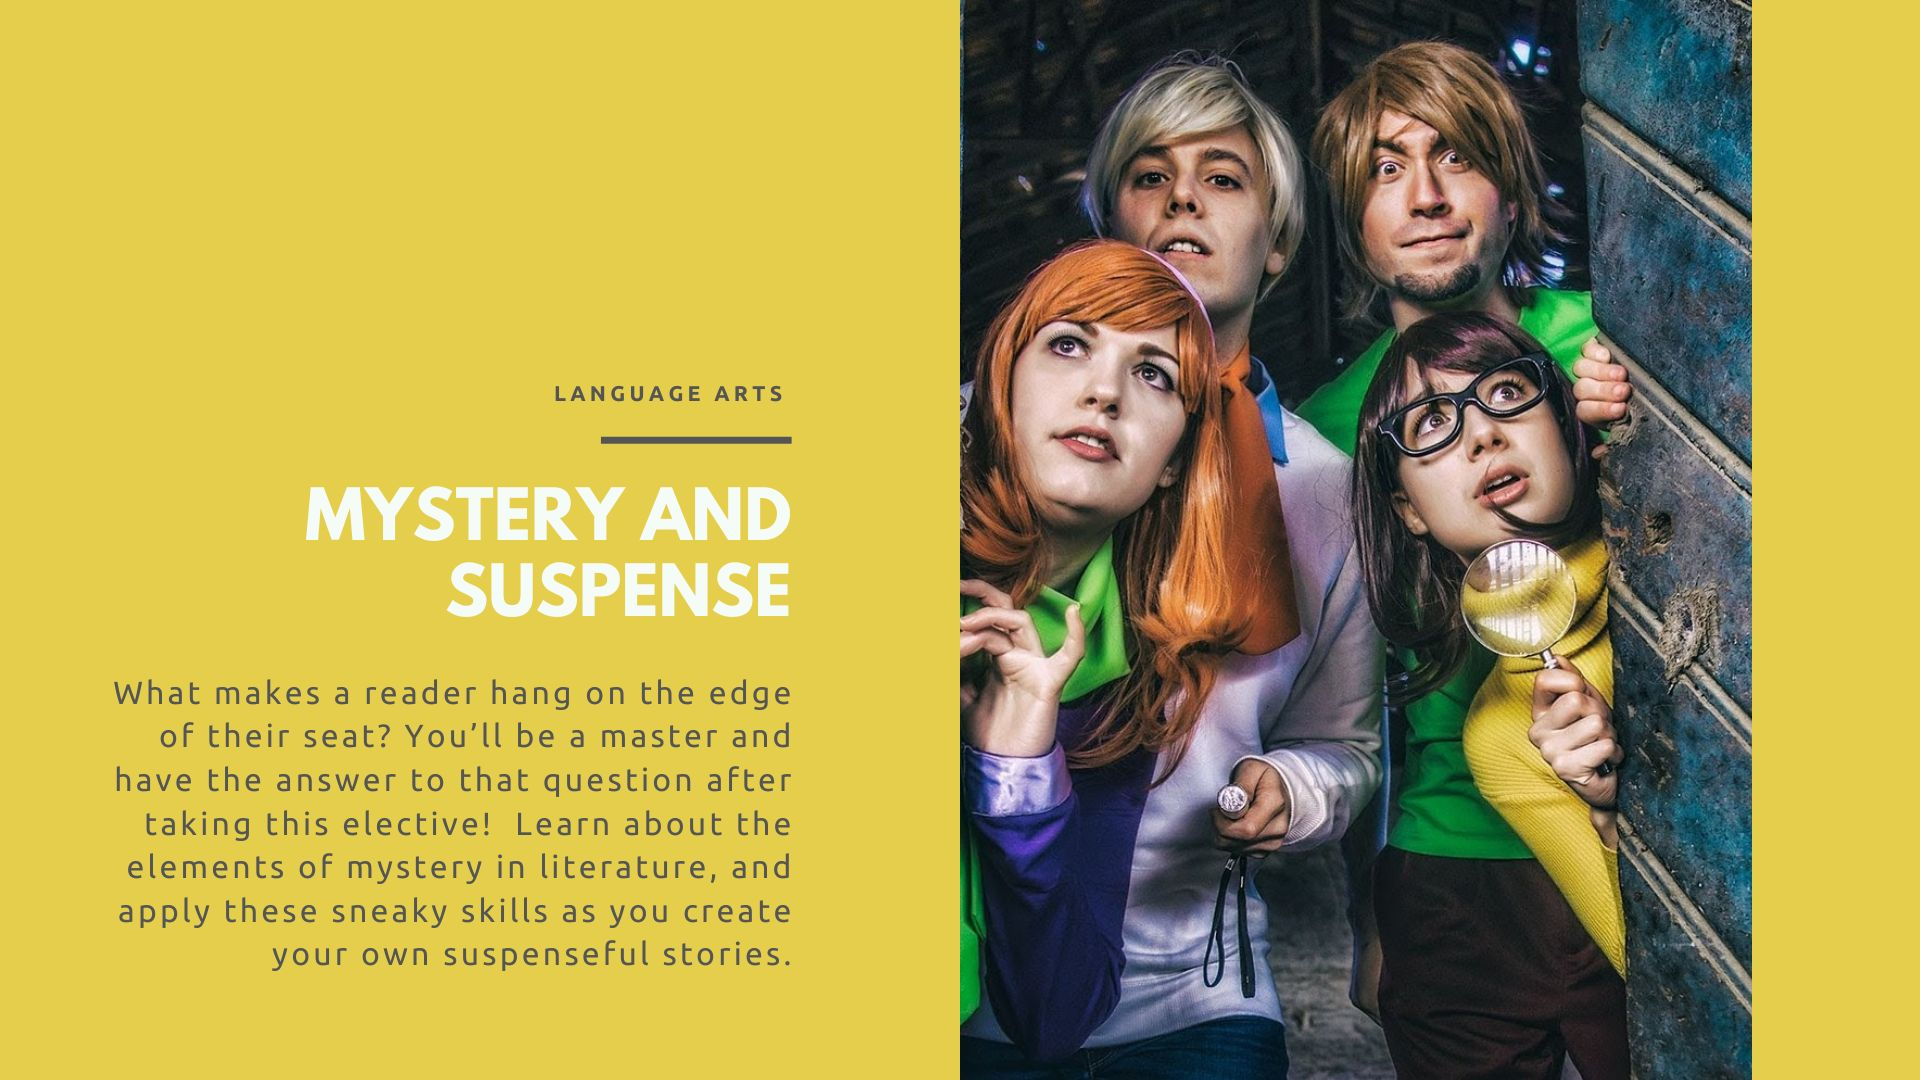 LANGUAGE ARTS
MYSTERY AND
SUSPENSE
What makes a reader hang on the edge
of their seat? You’ll be a master and
have the answer to that question after
taking this elective!  Learn about the
elements of mystery in literature, and
apply these sneaky skills as you create
your own suspenseful stories.